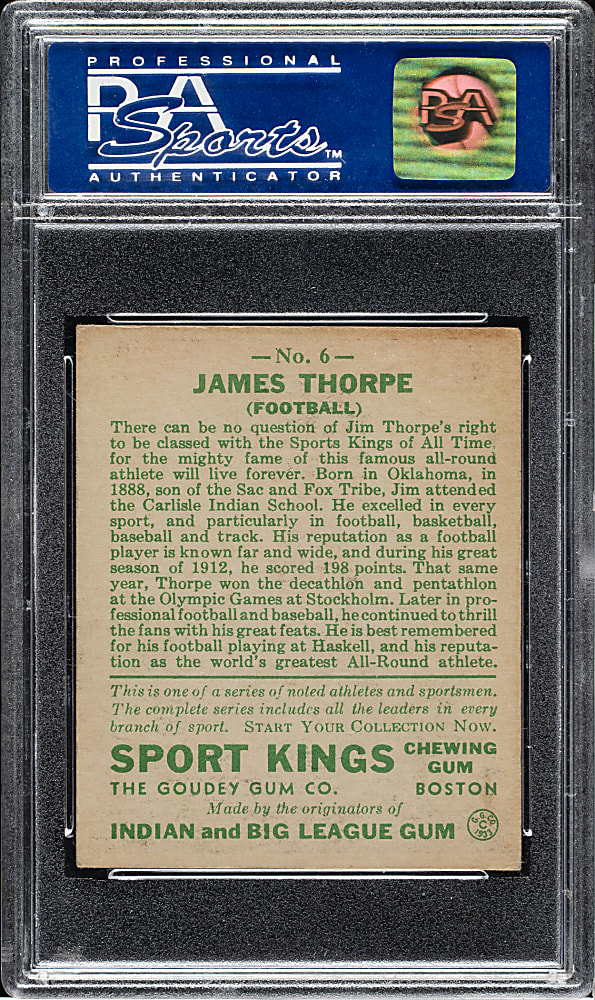 PROFESSIONAL
PSA
Sports™
AUTHENTICATOR
PSA
—No. 6—
JAMES THORPE
(FOOTBALL)
There can be no question of Jim Thorpe's right
to be classed with the Sports Kings of All Time,
for the mighty fame of this famous all-round
athlete will live forever. Born in Oklahoma, in
1888, son of the Sac and Fox Tribe, Jim attended
the Carlisle Indian School. He excelled in every
sport, and particularly in football, basketball,
baseball and track. His reputation as a football
player is known far and wide, and during his great
season of 1912, he scored 198 points. That same
year, Thorpe won the decathlon and pentathlon
at the Olympic Games at Stockholm. Later in pro-
fessional football and baseball, he continued to thrill
the fans with his great feats. He is best remembered
for his football playing at Haskell, and his reputa-
tion as the world's greatest All-Round athlete.
This is one of a series of noted athletes and sportsmen.
The complete series includes all the leaders in every
branch of sport. START YOUR COLLECTION NOW.
SPORT KINGS CHEWING GUM
THE GOUDEY GUM CO. BOSTON
Made by the originators of
INDIAN and BIG LEAGUE GUM
G.G.CO. C 1933